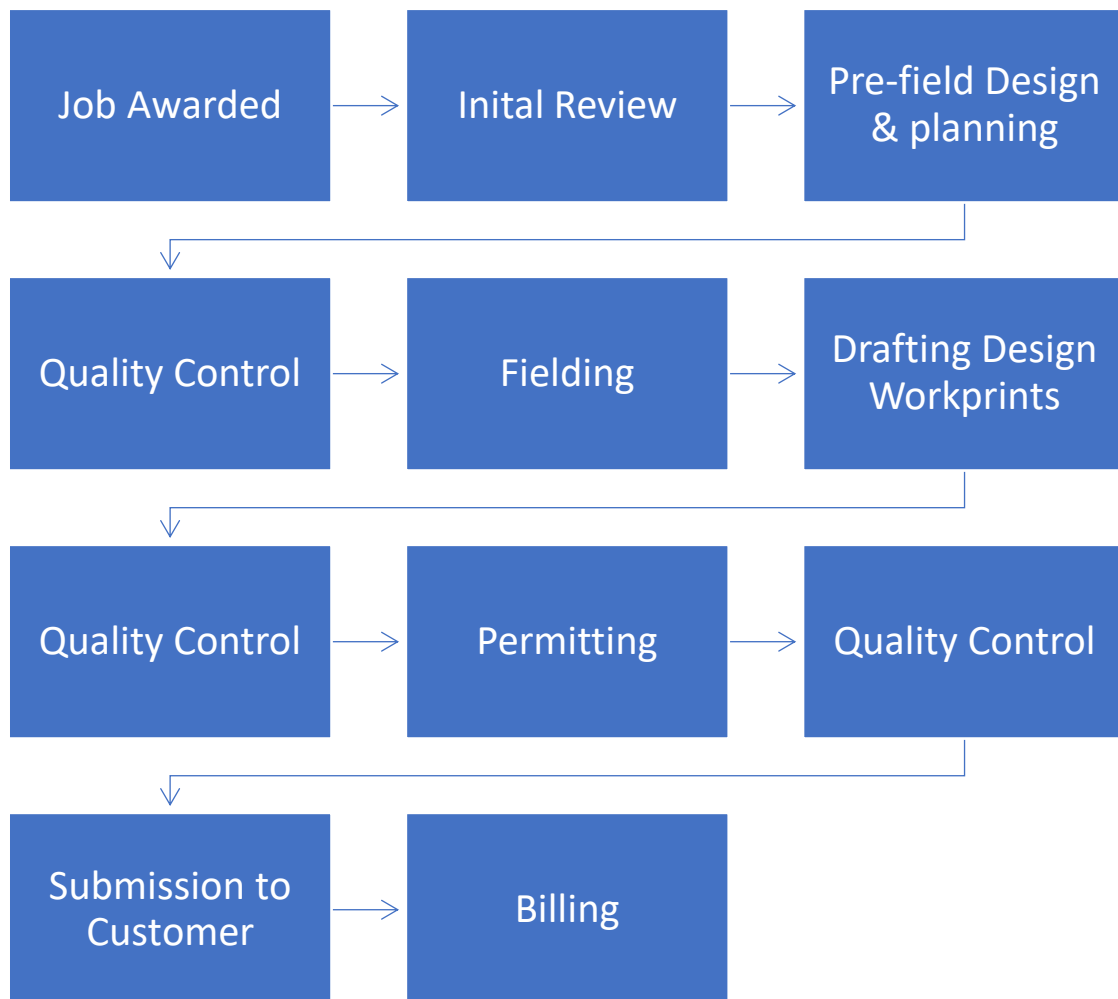 Job Awarded
Inital Review
Pre-field Design
& planning
Quality Control
Fielding
Drafting Design
Workprints
Quality Control
Permitting
Quality Control
Submission to
Customer
Billing